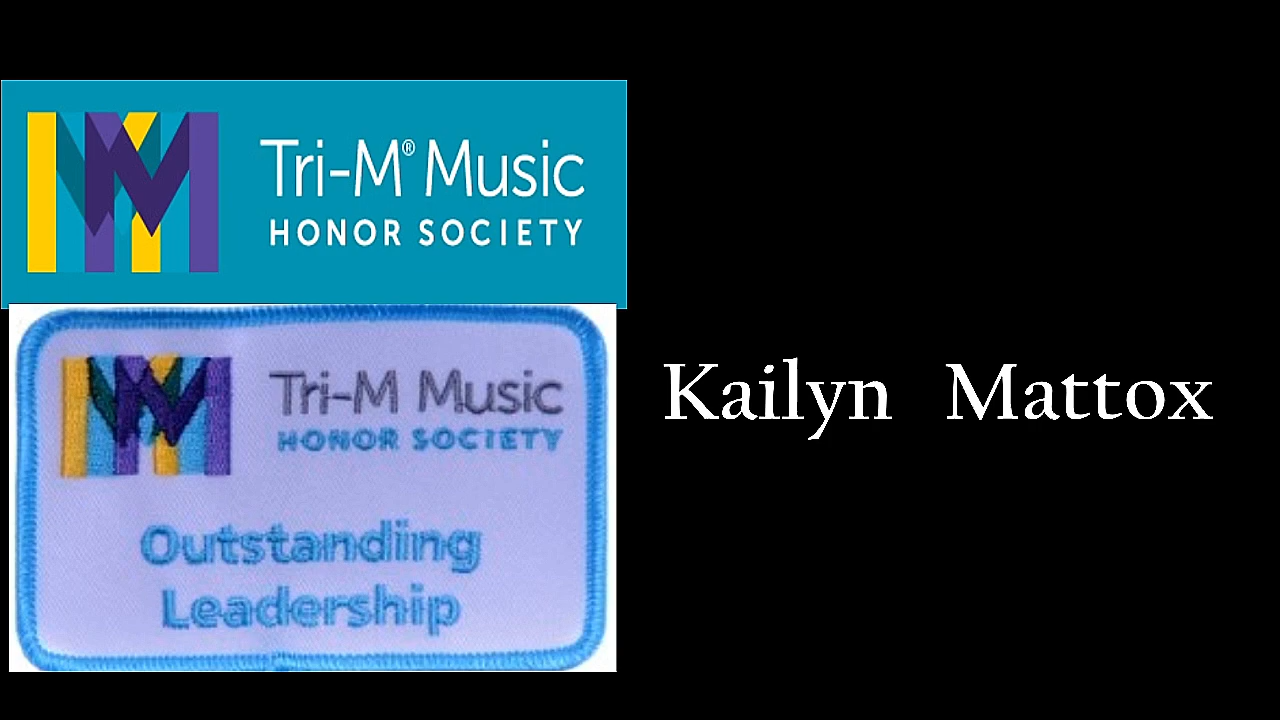 Tri-M® Music
HONOR SOCIETY
Tri-M Music
HONOR SOCIETY
Outstanding
Leadership
Kailyn Mattox